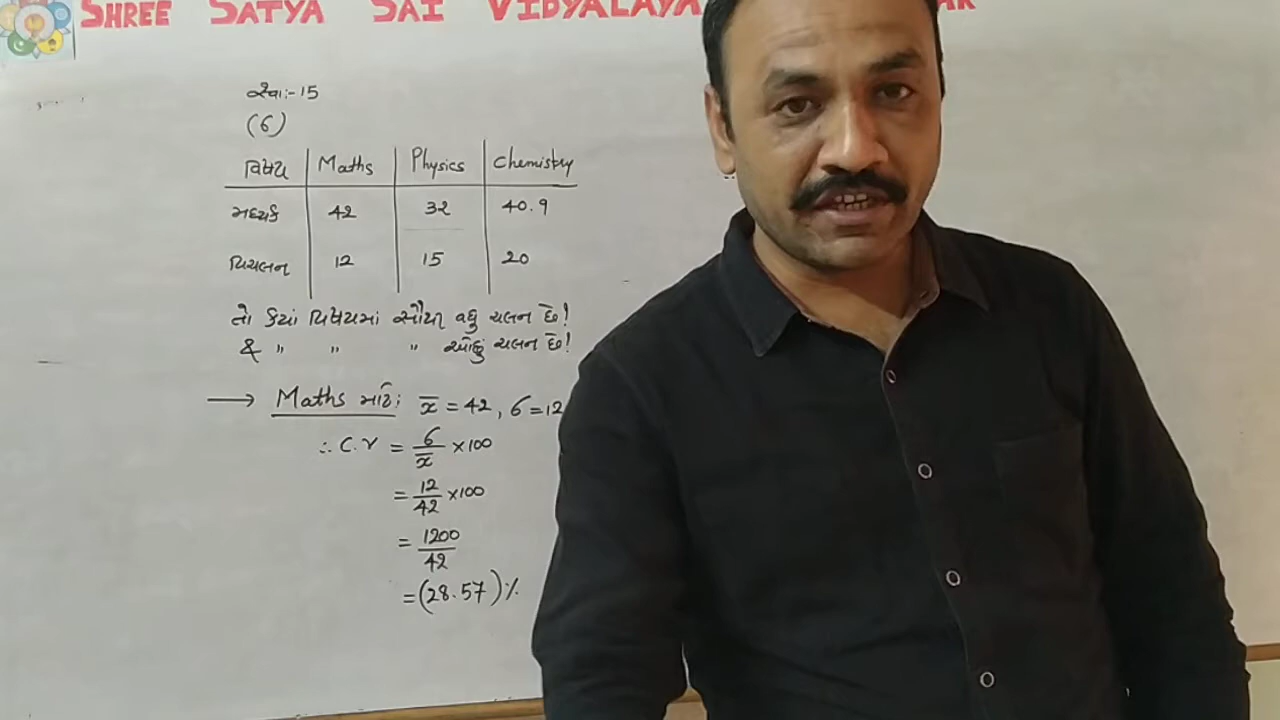 SHREE SATYA SAI VIDYALAYA AR
સ્વા:- 15
(6)
વિષય Maths Physics Chemistry
મધ્યક 42 32 40.9
વિચલન 12 15 20
તો કયાં વિષયમાં સૌથી વધુ ચલન છે!
& " " " ઓછું ચલન છે!
→ Maths માટે: x̅ = 42, σ = 12
∴ C.V = σ/x̅ × 100
= 12/42 × 100
= 1200/42
= (28.57)%